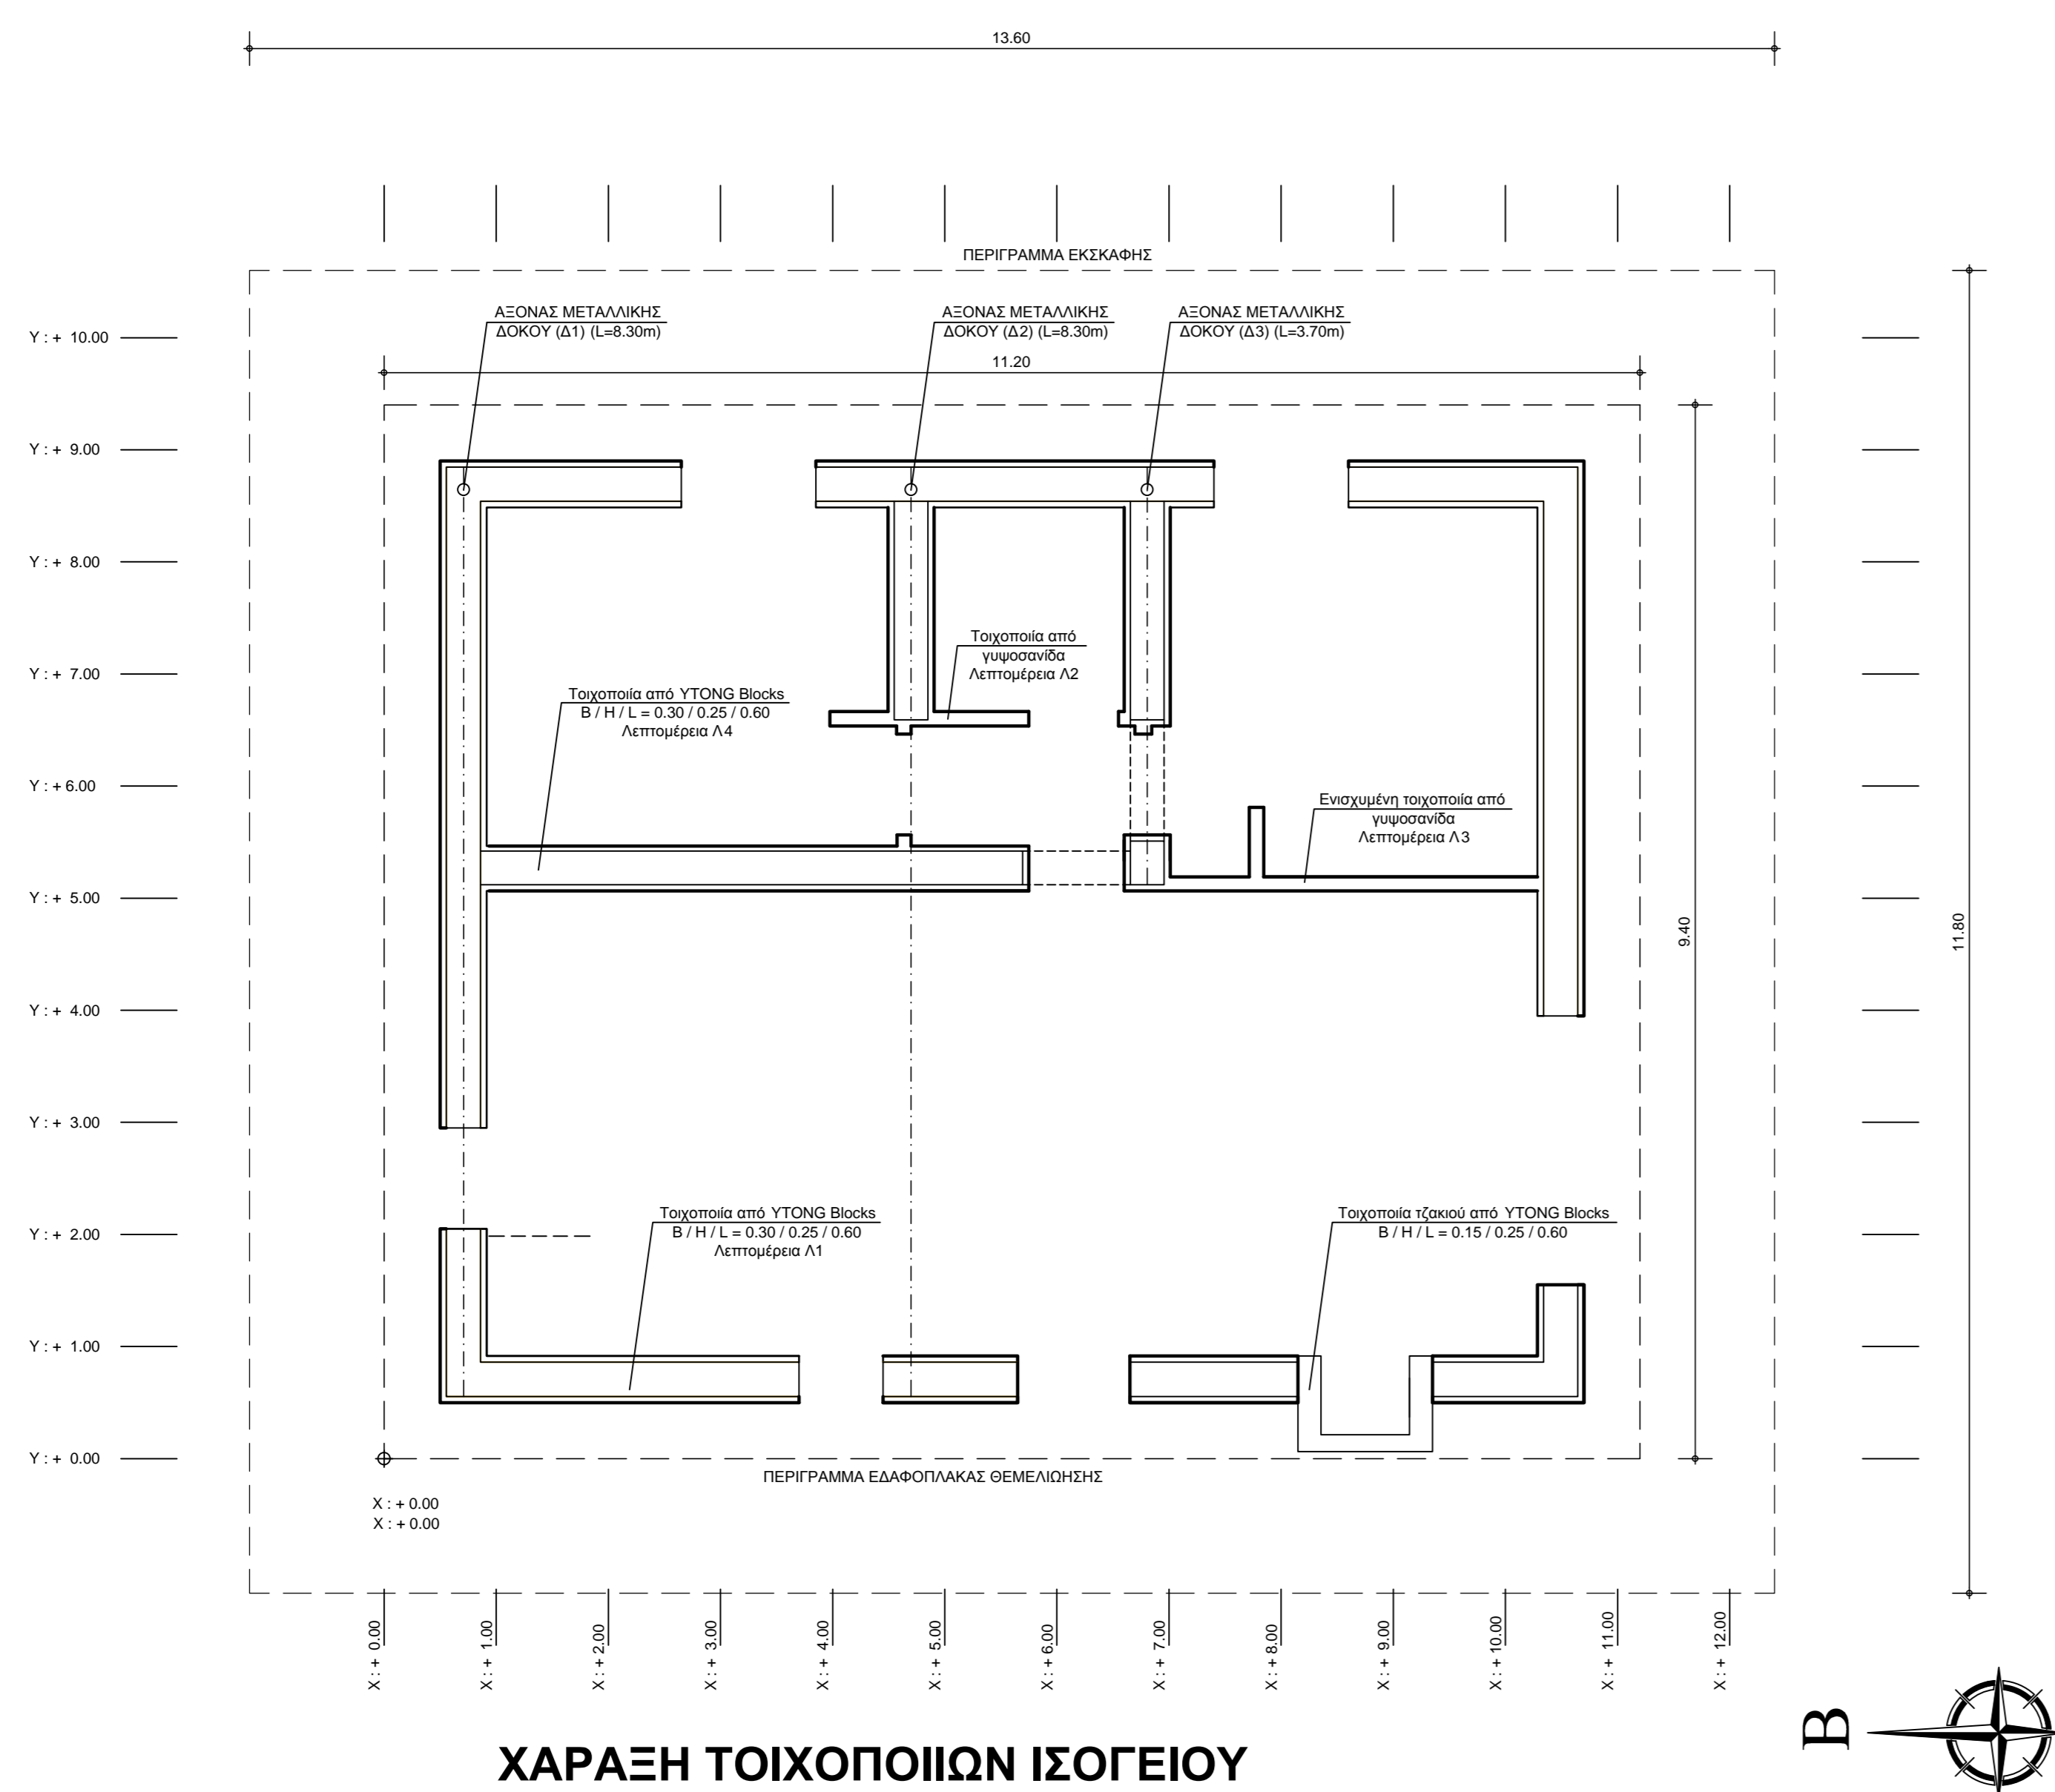 13.60
ΠΕΡΙΓΡΑΜΜΑ ΕΚΣΚΑΦΗΣ
ΑΞΟΝΑΣ ΜΕΤΑΛΛΙΚΗΣ
ΔΟΚΟΥ (Δ1) (L=8.30m)
ΑΞΟΝΑΣ ΜΕΤΑΛΛΙΚΗΣ
ΔΟΚΟΥ (Δ2) (L=8.30m)
ΑΞΟΝΑΣ ΜΕΤΑΛΛΙΚΗΣ
ΔΟΚΟΥ (Δ3) (L=3.70m)
Y : + 10.00
11.20
Y : + 9.00
Y : + 8.00
Τοιχοποιία από
γυψοσανίδα
Λεπτομέρεια Λ2
Y : + 7.00
Τοιχοποιία από YTONG Blocks
B / H / L = 0.30 / 0.25 / 0.60
Λεπτομέρεια Λ4
Y : + 6.00
Ενισχυμένη τοιχοποιία από
γυψοσανίδα
Λεπτομέρεια Λ3
Y : + 5.00
9.40
11.80
Y : + 4.00
Y : + 3.00
Τοιχοποιία από YTONG Blocks
B / H / L = 0.30 / 0.25 / 0.60
Λεπτομέρεια Λ1
Τοιχοποιία τζακιού από YTONG Blocks
B / H / L = 0.15 / 0.25 / 0.60
Y : + 2.00
Y : + 1.00
Y : + 0.00
ΠΕΡΙΓΡΑΜΜΑ ΕΔΑΦΟΠΛΑΚΑΣ ΘΕΜΕΛΙΩΗΣΗΣ
X : + 0.00
X : + 0.00
X : + 0.00
X : + 1.00
X : + 2.00
X : + 3.00
X : + 4.00
X : + 5.00
X : + 6.00
X : + 7.00
X : + 8.00
X : + 9.00
X : + 10.00
X : + 11.00
X : + 12.00
Β
ΧΑΡΑΞΗ ΤΟΙΧΟΠΟΙΙΩΝ ΙΣΟΓΕΙΟΥ